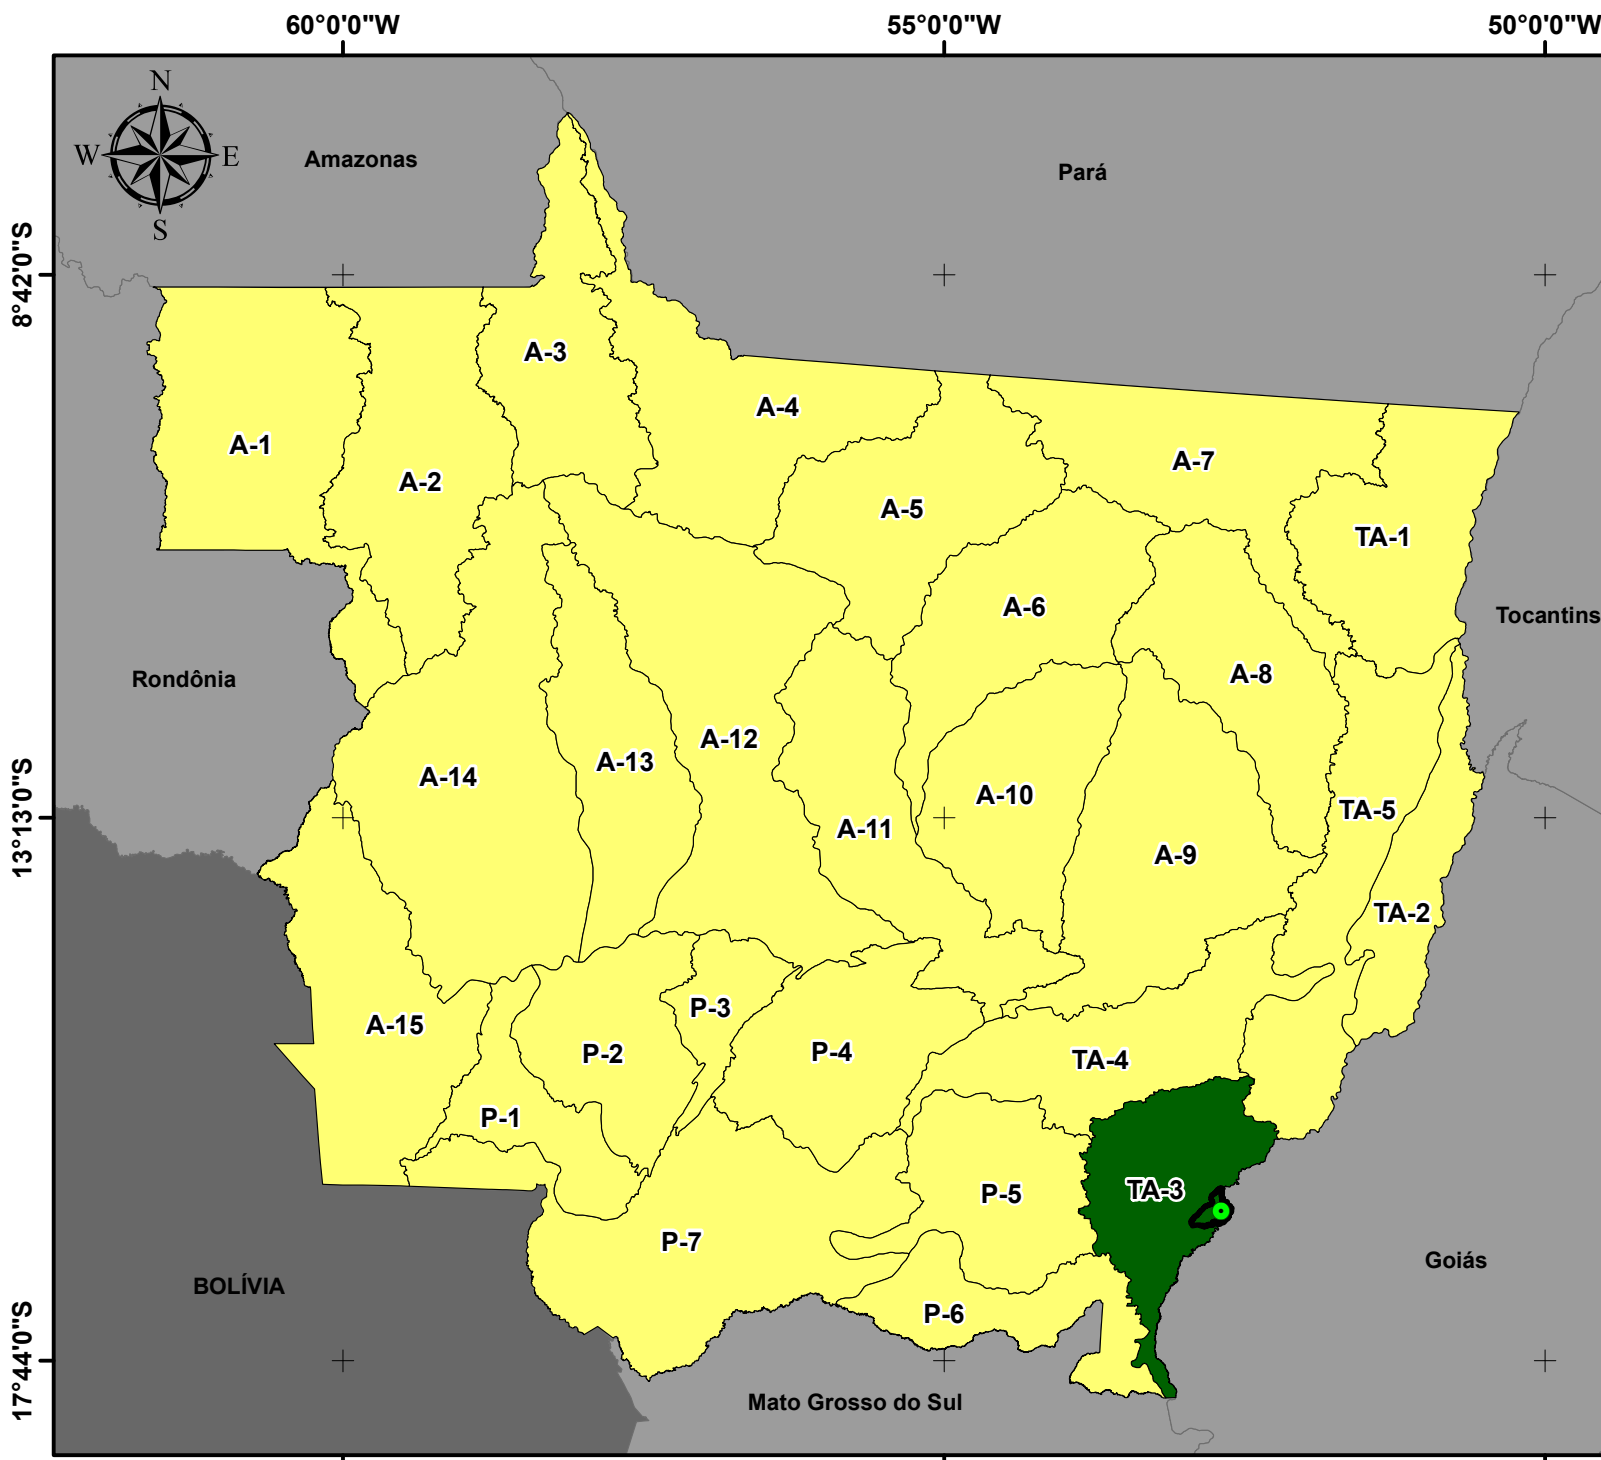 60°0'0"W
55°0'0"W
50°0'0"W
N
W
E
S
Amazonas
Pará
8°42'0"S
A-3
A-4
A-1
A-7
A-2
A-5
TA-1
A-6
Tocantins
Rondônia
A-8
A-12
A-13
A-14
A-10
TA-5
13°13'0"S
A-11
A-9
TA-2
P-3
A-15
P-2
P-4
TA-4
P-1
TA-3
P-5
P-7
Goiás
BOLÍVIA
P-6
17°44'0"S
Mato Grosso do Sul